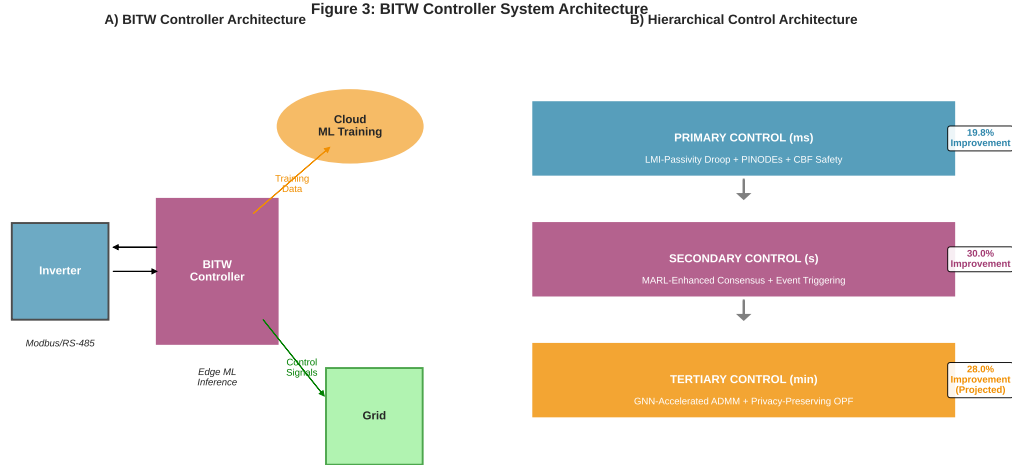 Figure 3: BITW Controller System Architecture
A) BITW Controller Architecture
Cloud
ML Training
Training
Data
Inverter
BITW
Controller
Modbus/RS-485
Edge ML
Inference
Control
Signals
Grid
B) Hierarchical Control Architecture
PRIMARY CONTROL (ms)
LMI-Passivity Droop + PINODEs + CBF Safety
19.8%
Improvement
SECONDARY CONTROL (s)
MARL-Enhanced Consensus + Event Triggering
30.0%
Improvement
TERTIARY CONTROL (min)
GNN-Accelerated ADMM + Privacy-Preserving OPF
28.0%
Improvement
(Projected)